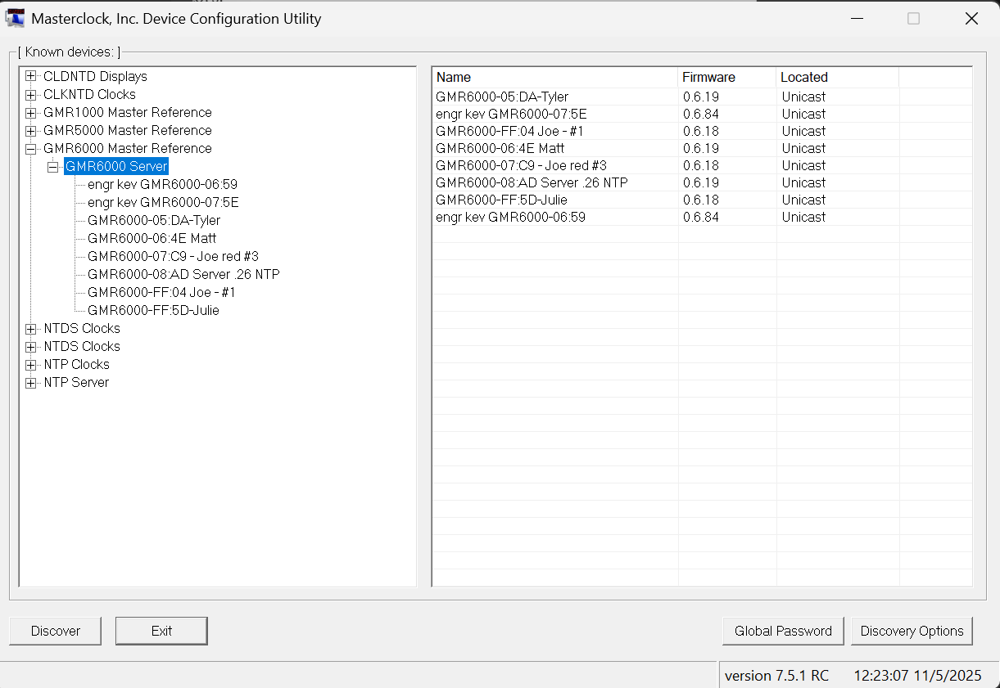 Masterclock, Inc. Device Configuration Utility
[ Known devices: ]
CLDNTD Displays
CLKNTD Clocks
GMR1000 Master Reference
GMR5000 Master Reference
GMR6000 Master Reference
GMR6000 Server
engr kev GMR6000-06:59
engr kev GMR6000-07:5E
GMR6000-05:DA-Tyler
GMR6000-06:4E Matt
GMR6000-07:C9 - Joe red #3
GMR6000-08:AD Server .26 NTP
GMR6000-FF:04 Joe - #1
GMR6000-FF:5D-Julie
NTDS Clocks
NTDS Clocks
NTP Clocks
NTP Server
Name Firmware Located
GMR6000-05:DA-Tyler 0.6.19 Unicast
engr kev GMR6000-07:5E 0.6.84 Unicast
GMR6000-FF:04 Joe - #1 0.6.18 Unicast
GMR6000-06:4E Matt 0.6.19 Unicast
GMR6000-07:C9 - Joe red #3 0.6.18 Unicast
GMR6000-08:AD Server .26 NTP 0.6.19 Unicast
GMR6000-FF:5D-Julie 0.6.18 Unicast
engr kev GMR6000-06:59 0.6.84 Unicast
Discover Exit Global Password Discovery Options
version 7.5.1 RC 12:23:07 11/5/2025